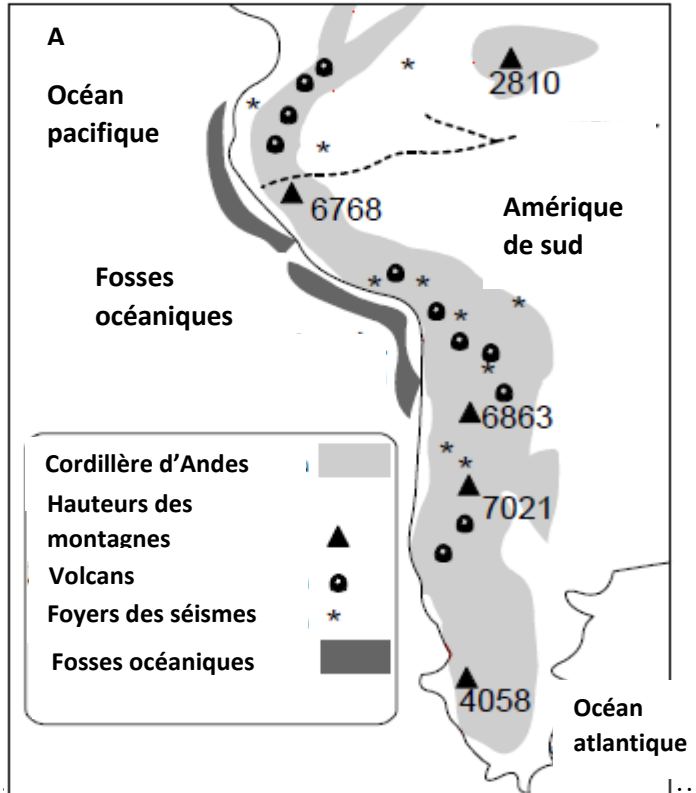 A
Océan
pacifique
2810
6768
Amérique
de sud
Fosses
océaniques
6863
7021
4058
Cordillère d’Andes
Hauteurs des
montagnes
Volcans
Foyers des séismes
Fosses océaniques
Océan
atlantique